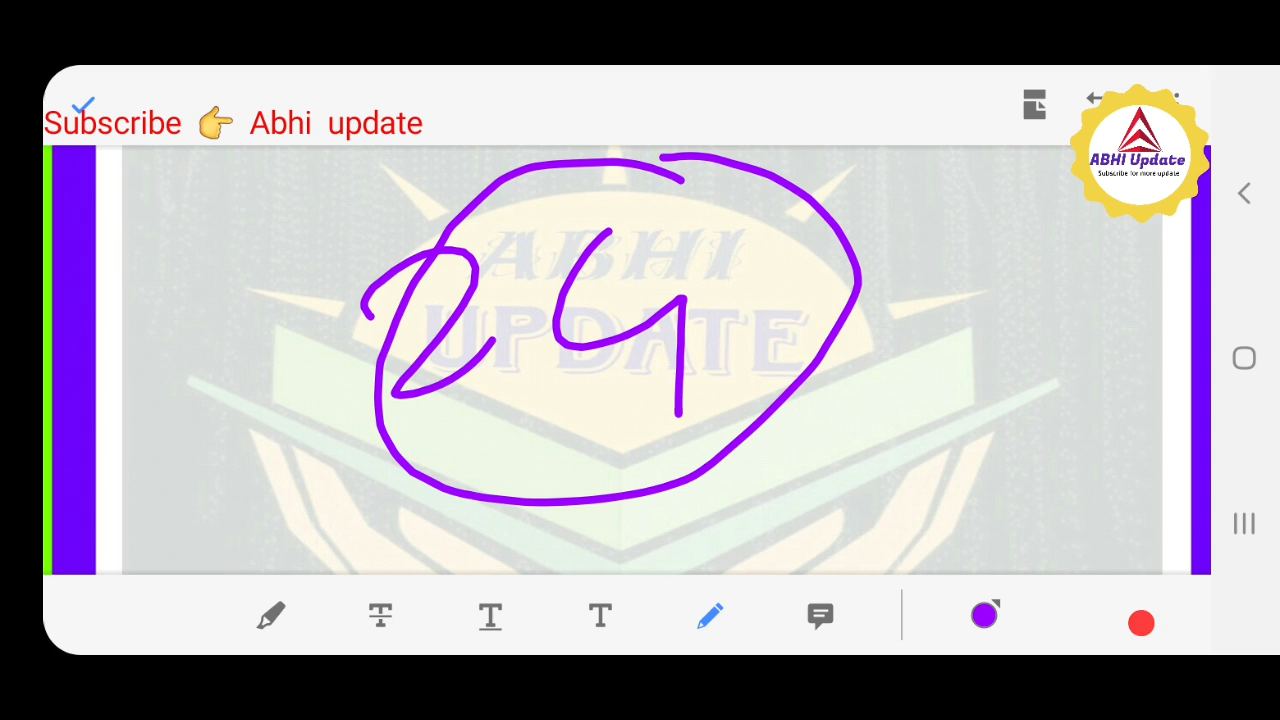 Subscribe 👉 Abhi update
ABHI Update
Subscribe for more update
ABHI
UPDATE
24